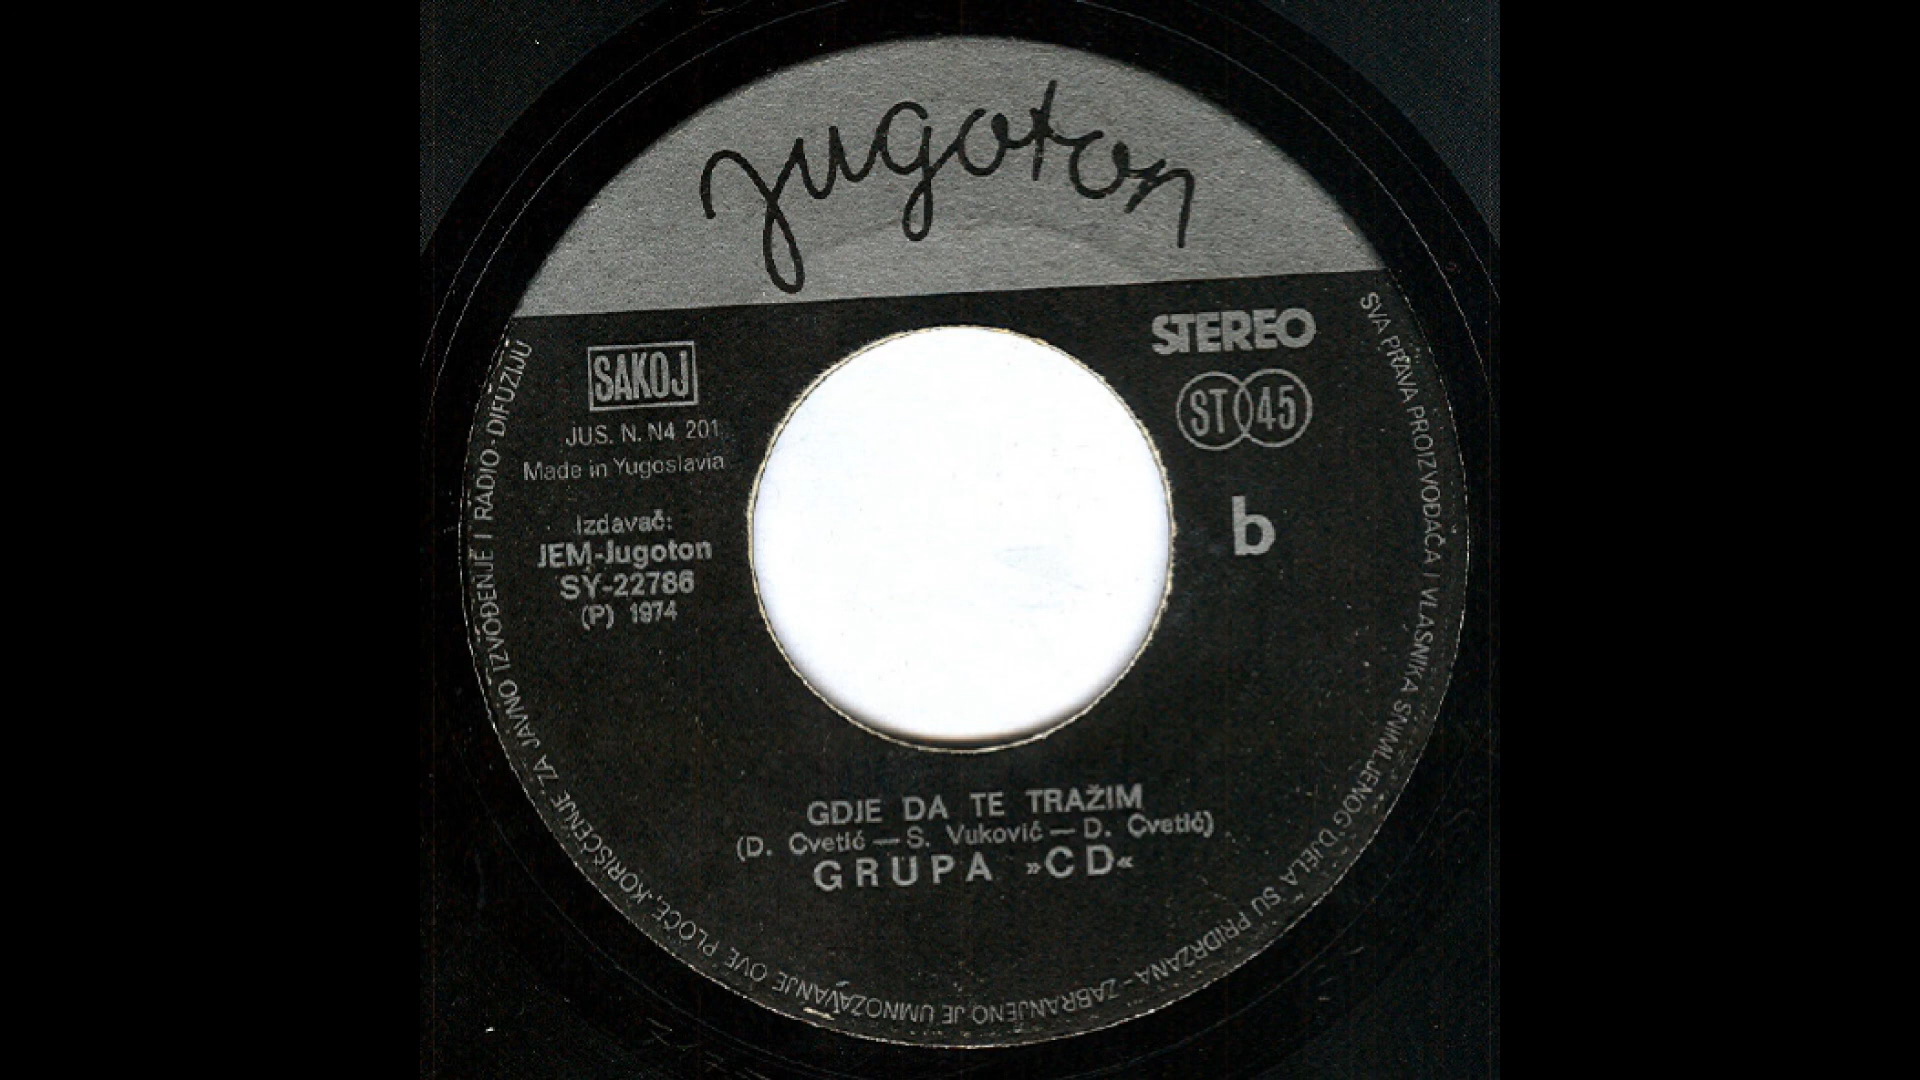 jugoton
SAKOJ
JUS. N. N4 201
Made in Yugoslavia
Izdavač:
JEM-Jugoton
SY-22786
(P) 1974
STEREO
ST 45
b
GDJE DA TE TRAŽIM
(D. Cvetić — S. Vuković — D. Cvetić)
GRUPA »CD«
SVA PRAVA PROIZVOĐAČA I VLASNIKA SNIMLJENOG DJELA SU PRIDRŽANA - ZABRANJENO JE UMNOŽAVANJE OVE PLOČE, KORIŠĆENJE ZA JAVNO IZVOĐENJE I RADIO-DIFUZIJU